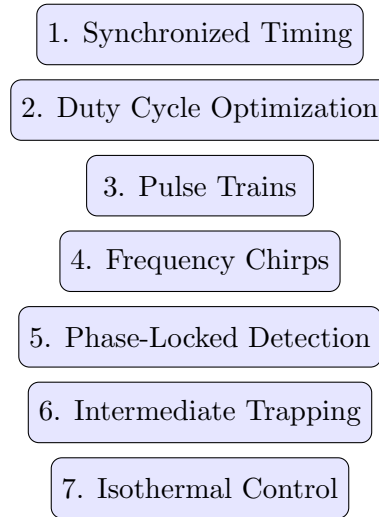 1. Synchronized Timing
2. Duty Cycle Optimization
3. Pulse Trains
4. Frequency Chirps
5. Phase-Locked Detection
6. Intermediate Trapping
7. Isothermal Control